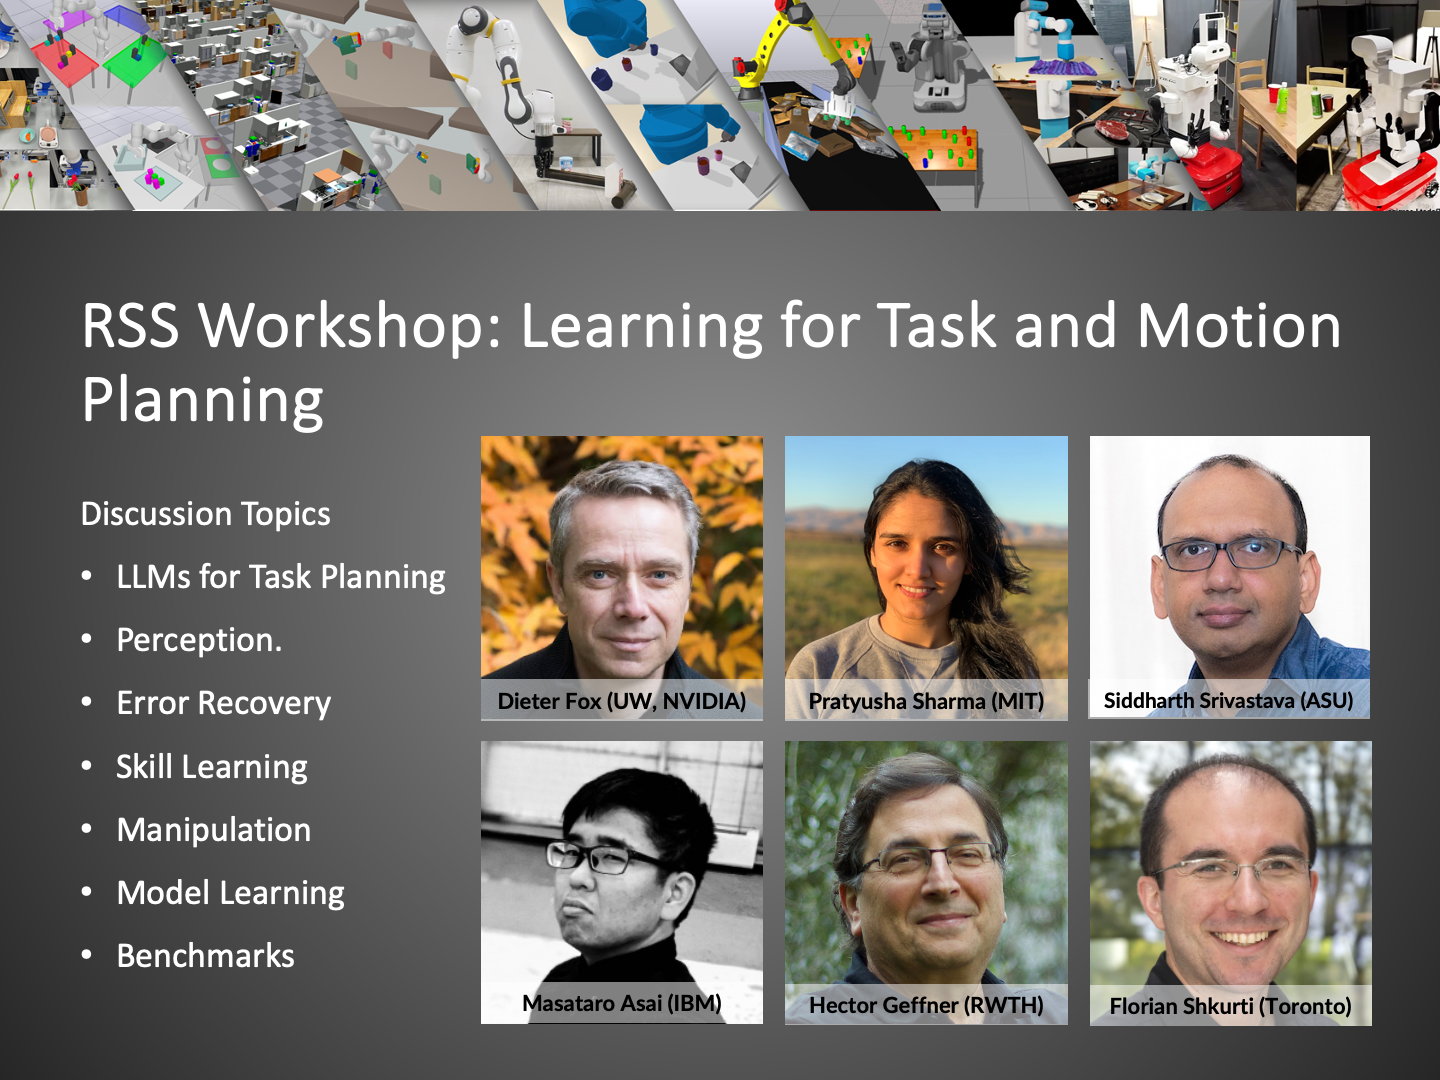 RSS Workshop: Learning for Task and Motion
Planning
Discussion Topics
• LLMs for Task Planning
• Perception.
• Error Recovery
• Skill Learning
• Manipulation
• Model Learning
• Benchmarks
Dieter Fox (UW, NVIDIA)
Pratyusha Sharma (MIT)
Siddharth Srivastava (ASU)
Masataro Asai (IBM)
Hector Geffner (RWTH)
Florian Shkurti (Toronto)